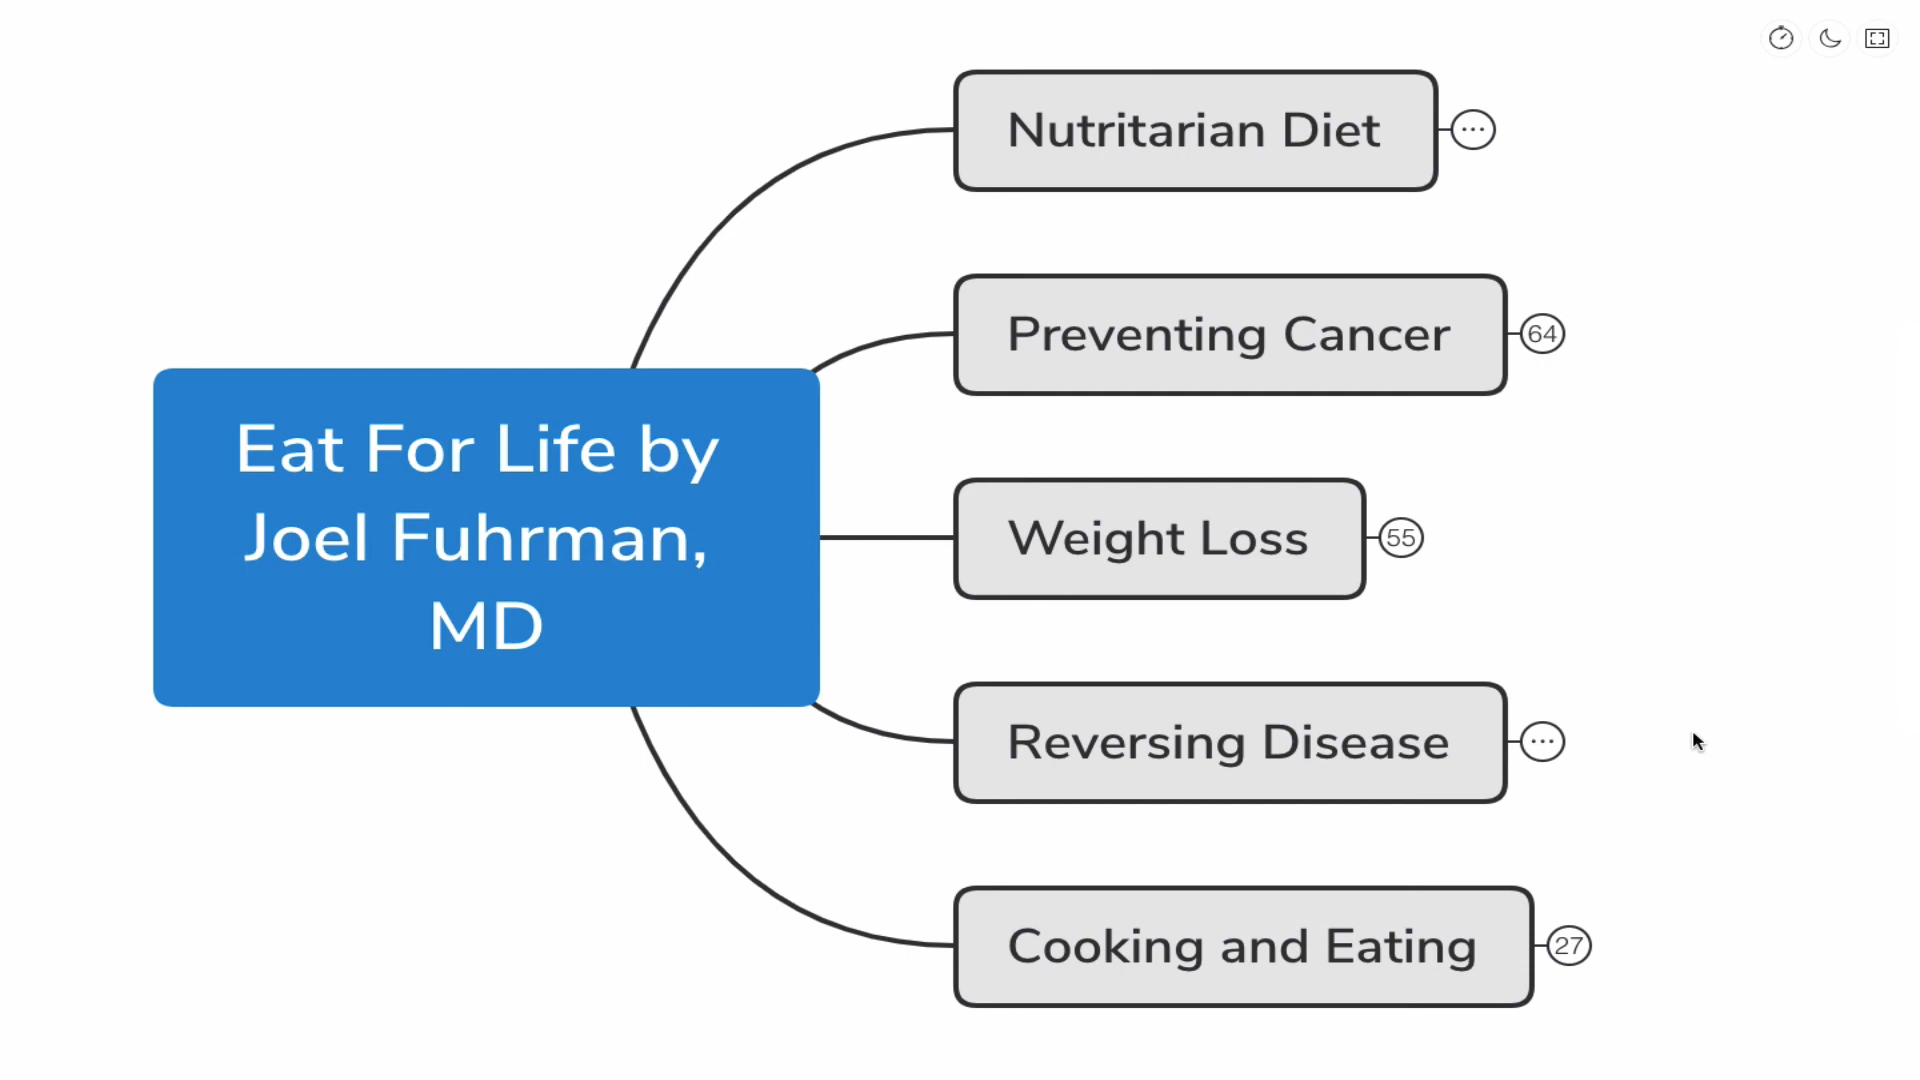 Eat For Life by
Joel Fuhrman,
MD
Nutritarian Diet
...
Preventing Cancer
64
Weight Loss
55
Reversing Disease
...
Cooking and Eating
27